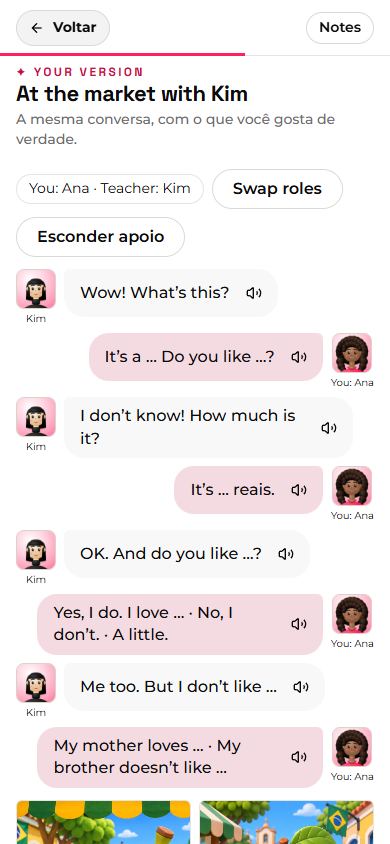 ← Voltar
Notes
✦ YOUR VERSION
At the market with Kim
A mesma conversa, com o que você gosta de
verdade.
You: Ana · Teacher: Kim
Swap roles
Esconder apoio
Wow! What’s this?
Kim
It’s a ... Do you like ...?
You: Ana
I don’t know! How much is
it?
Kim
It’s ... reais.
You: Ana
OK. And do you like ...?
Kim
Yes, I do. I love ... · No, I
don’t. · A little.
You: Ana
Me too. But I don’t like ...
Kim
My mother loves ... · My
brother doesn’t like ...
You: Ana